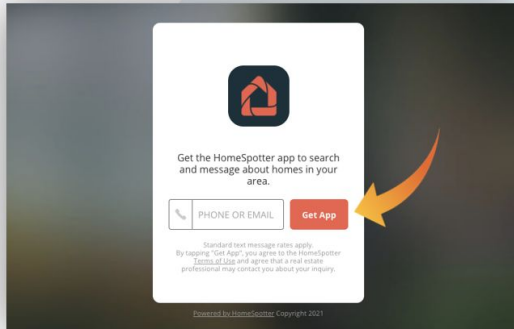 Get the HomeSpotter app to search
and message about homes in your
area.
PHONE OR EMAIL
Get App
Standard text message rates apply.
By tapping "Get App", you agree to the HomeSpotter
Terms of Use and agree that a real estate
professional may contact you about your inquiry.
Powered by HomeSpotter Copyright 2021